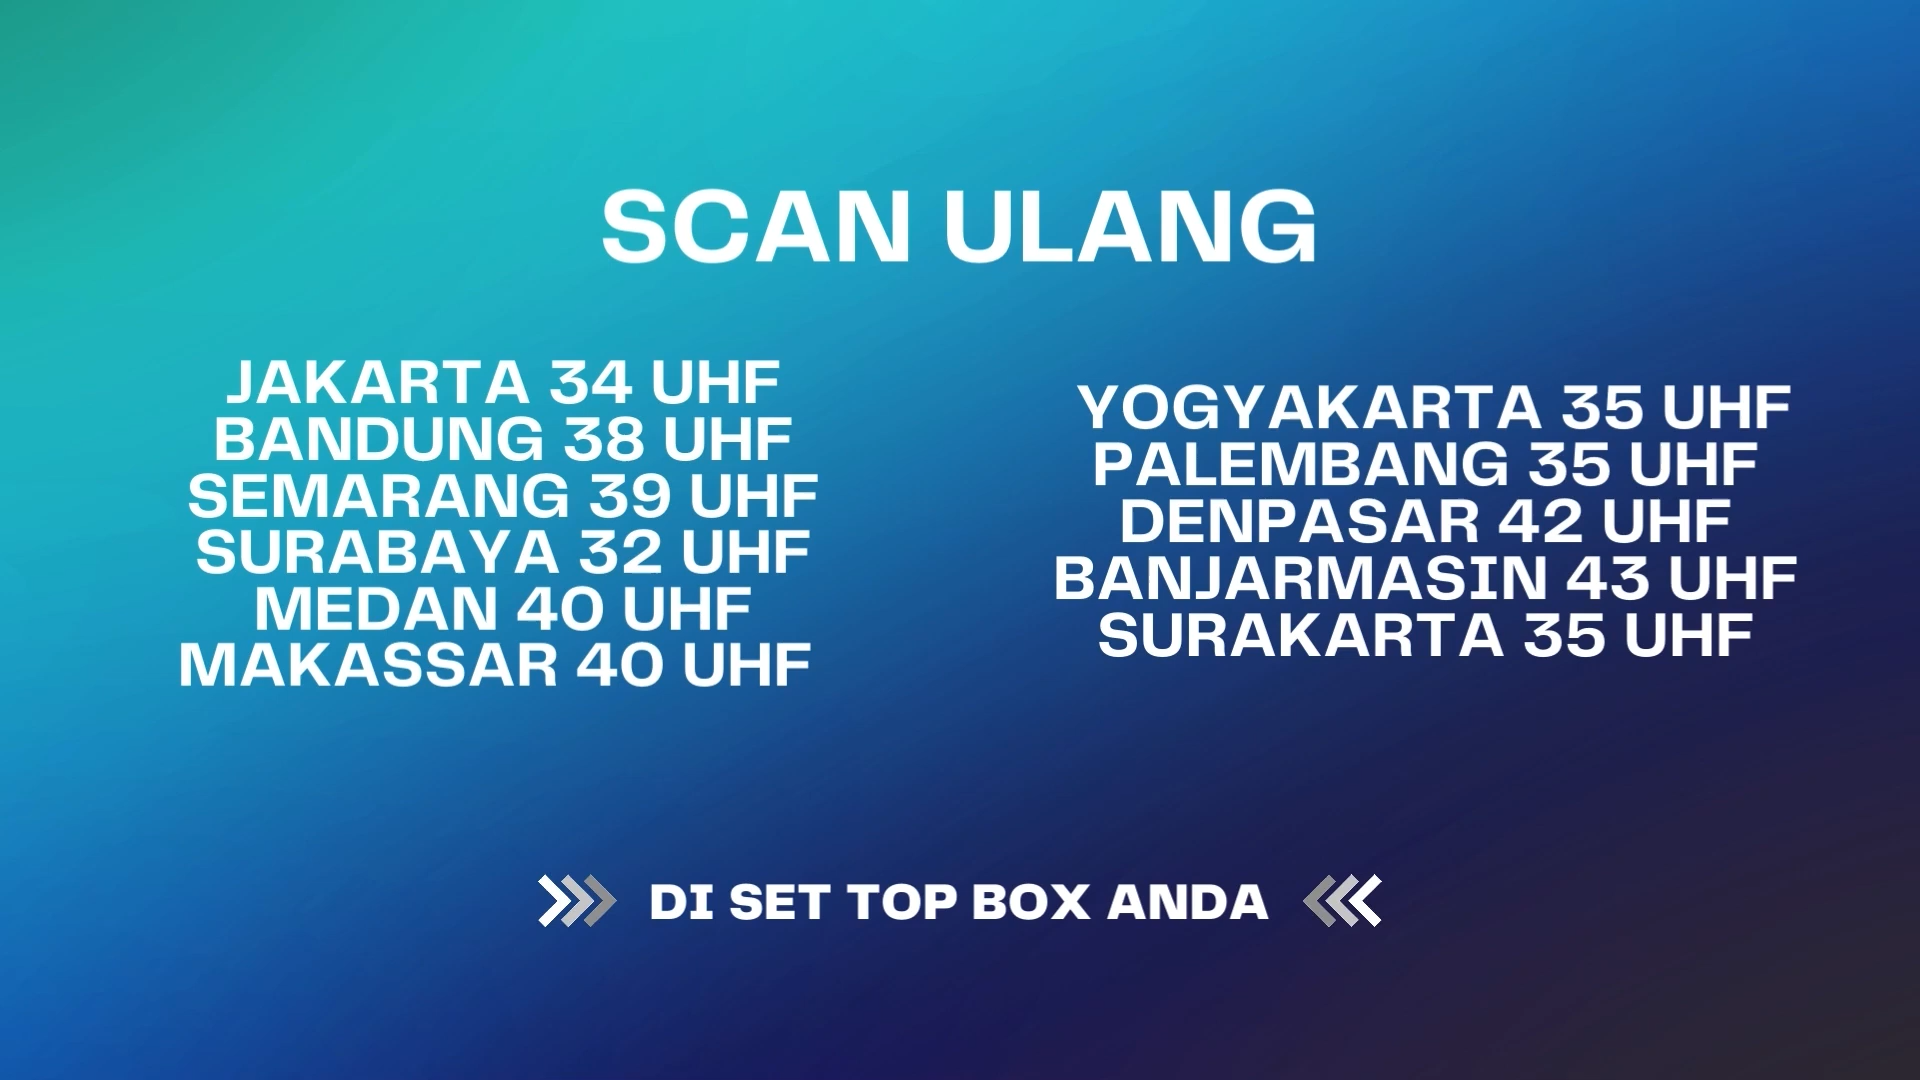 SCAN ULANG
JAKARTA 34 UHF
BANDUNG 38 UHF
SEMARANG 39 UHF
SURABAYA 32 UHF
MEDAN 40 UHF
MAKASSAR 40 UHF
YOGYAKARTA 35 UHF
PALEMBANG 35 UHF
DENPASAR 42 UHF
BANJARMASIN 43 UHF
SURAKARTA 35 UHF
DI SET TOP BOX ANDA